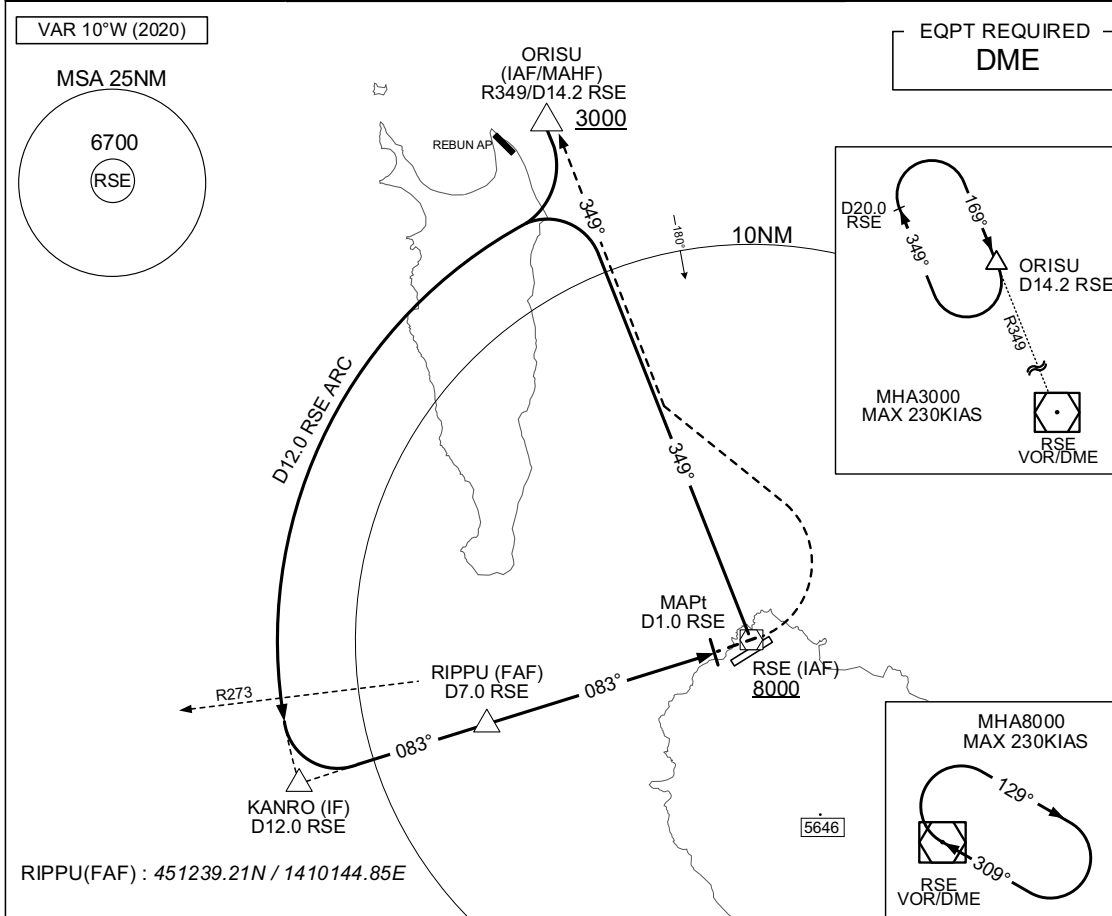 VAR 10°W (2020)
MSA 25NM
6700
RSE
ORISU
(IAF/MAHF)
R349/D14.2 RSE
3000
REBUN AP
EQPT REQUIRED
DME
349°
180°
10NM
D20.0
RSE
349°
169°
ORISU
D14.2 RSE
R349
MHA3000
MAX 230KIAS
RSE
VOR/DME
D12.0 RSE ARC
349°
MAPt
D1.0 RSE
RSE (IAF)
8000
RIPPU (FAF)
D7.0 RSE
R273
083°
083°
KANRO (IF)
D12.0 RSE
5646
MHA8000
MAX 230KIAS
129°
309°
RSE
VOR/DME
RIPPU(FAF) : 451239.21N / 1410144.85E